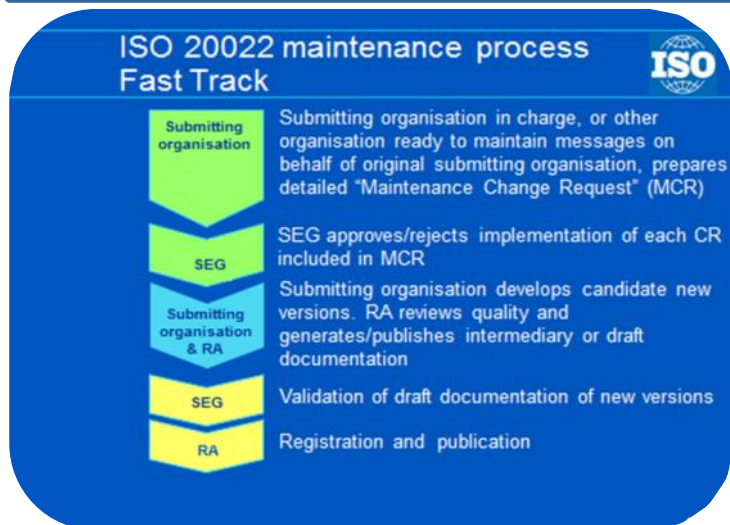 ISO 20022 maintenance process
Fast Track
ISO
Submitting
organisation
Submitting organisation in charge, or other
organisation ready to maintain messages on
behalf of original submitting organisation, prepares
detailed “Maintenance Change Request” (MCR)
SEG
SEG approves/rejects implementation of each CR
included in MCR
Submitting
organisation
& RA
Submitting organisation develops candidate new
versions. RA reviews quality and
generates/publishes intermediary or draft
documentation
SEG
Validation of draft documentation of new versions
RA
Registration and publication